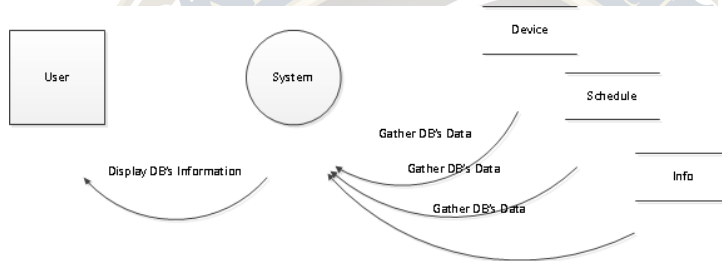 Device
User
System
Schedule
Gather DB's Data
Display DB's Information
Gather DB's Data
Info
Gather DB's Data